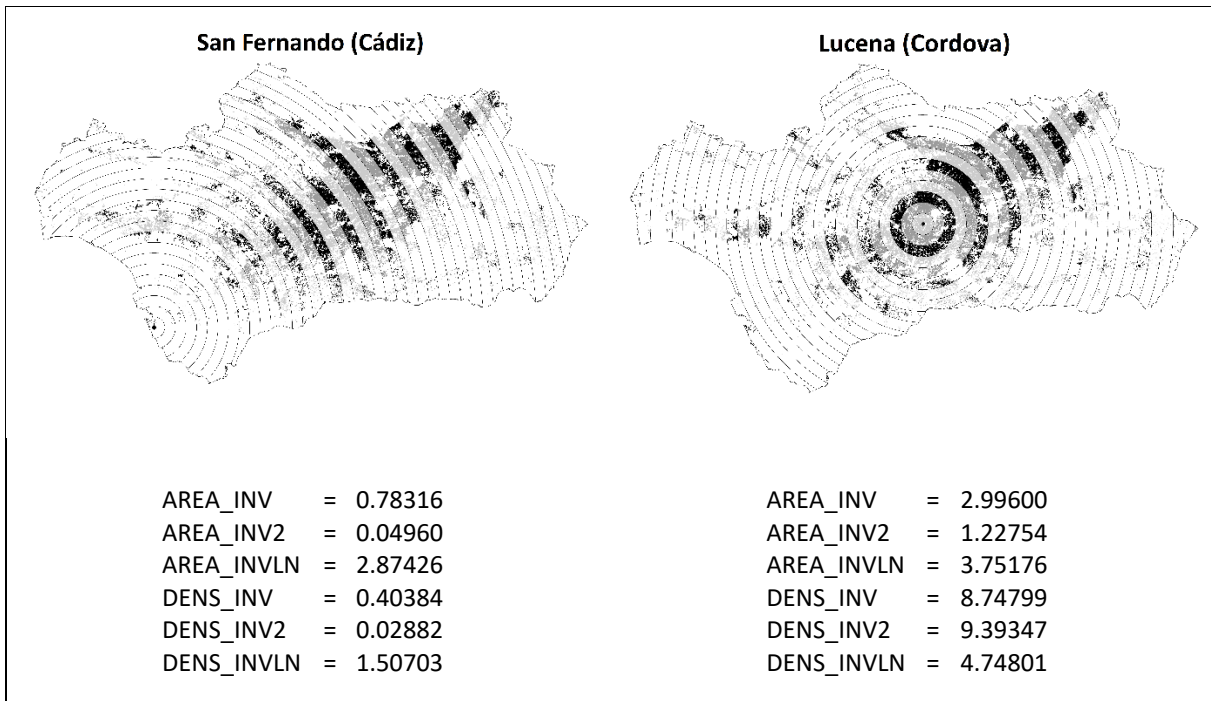 San Fernando (Cádiz)
Lucena (Cordova)
AREA_INV = 0.78316
AREA_INV2 = 0.04960
AREA_INVLN = 2.87426
DENS_INV = 0.40384
DENS_INV2 = 0.02882
DENS_INVLN = 1.50703
AREA_INV = 2.99600
AREA_INV2 = 1.22754
AREA_INVLN = 3.75176
DENS_INV = 8.74799
DENS_INV2 = 9.39347
DENS_INVLN = 4.74801